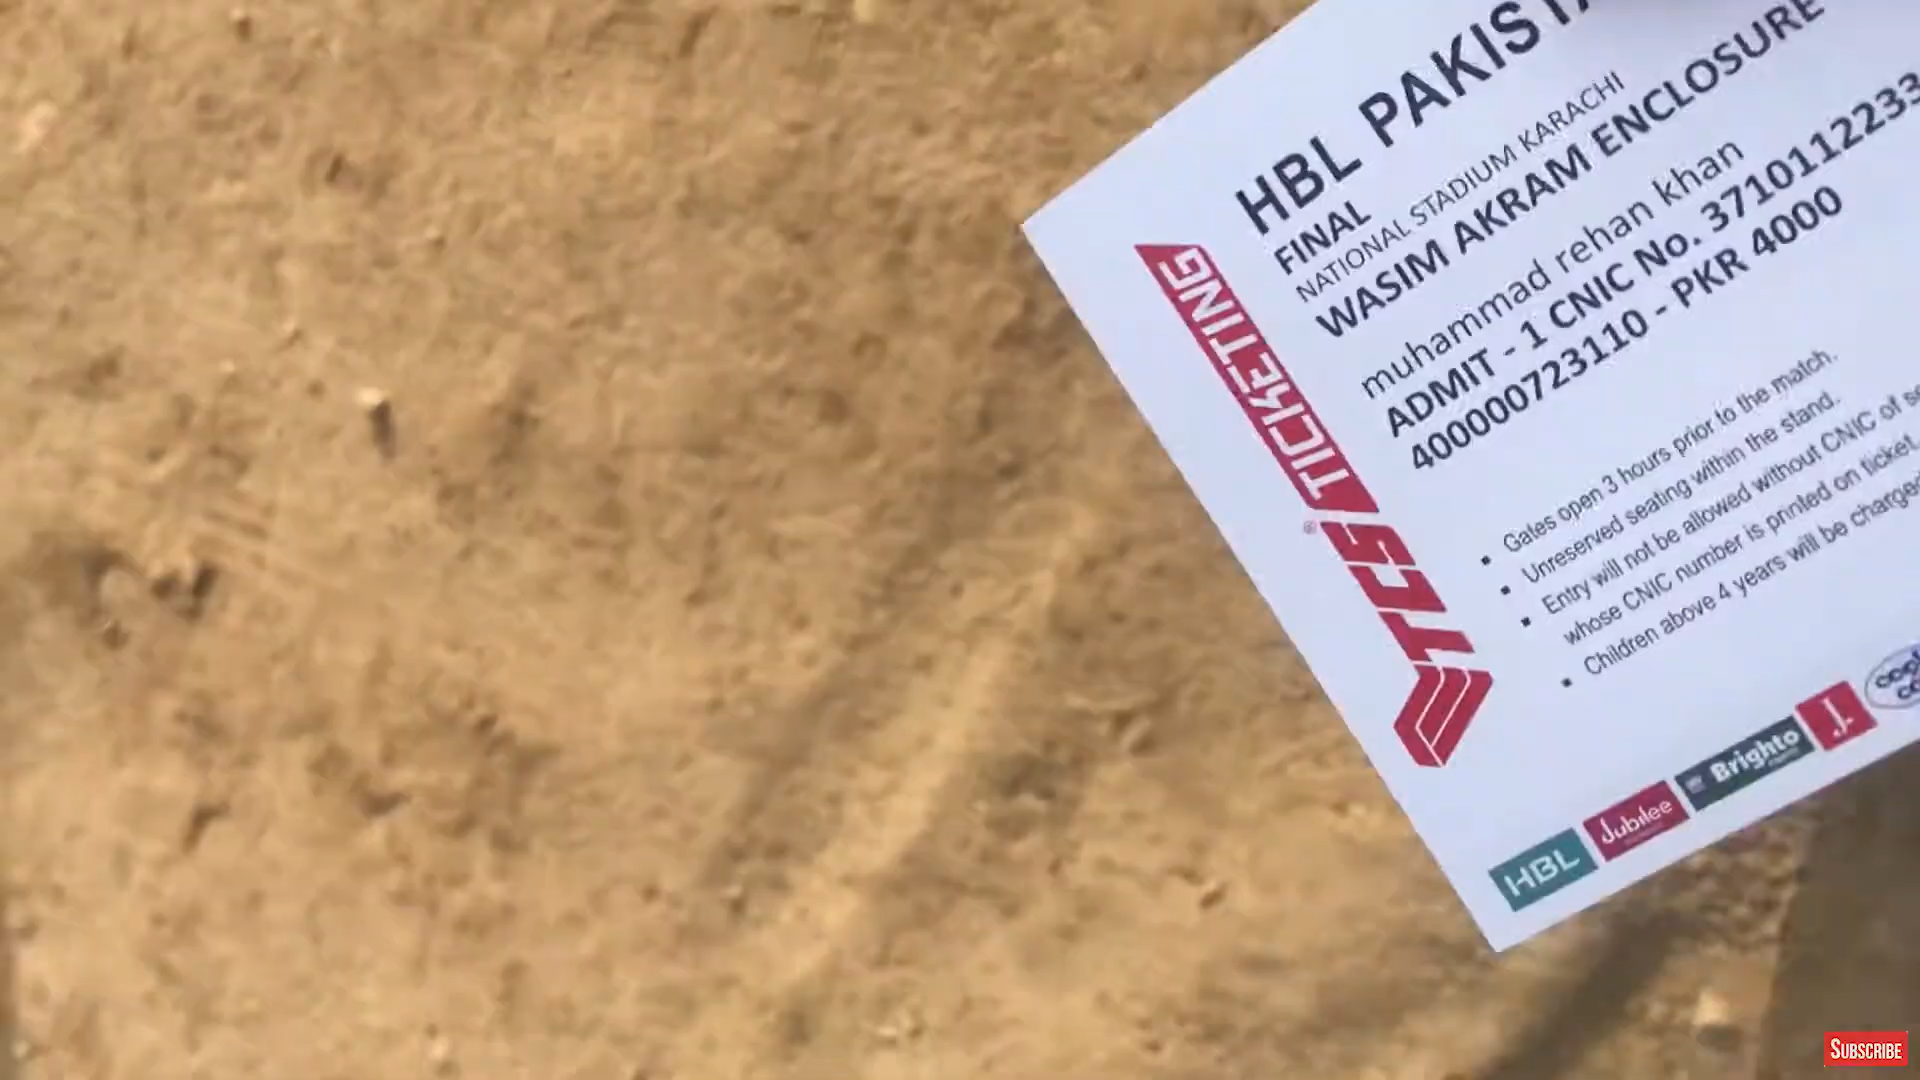 HBL PAKIST
FINAL
NATIONAL STADIUM KARACHI
WASIM AKRAM ENCLOSURE
muhammad rehan khan
ADMIT - 1 CNIC No. 3710112233
40000723110 - PKR 4000
▪ Gates open 3 hours prior to the match.
▪ Unreserved seating within the stand.
▪ Entry will not be allowed without CNIC of
whose CNIC number is printed on ticket.
▪ Children above 4 years will be charged
TCS TICKETING
®
HBL
Jubilee
Brighto
J.
SUBSCRIBE